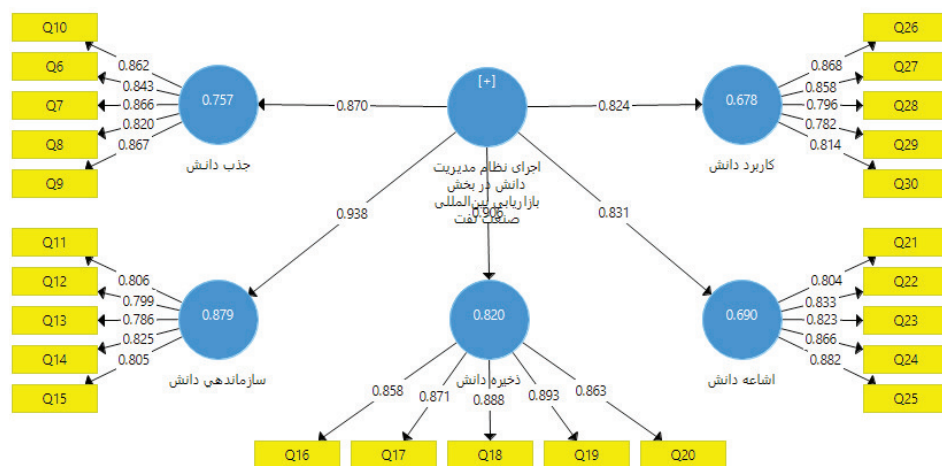 Q10
Q6
Q7
Q8
Q9
0.862
0.843
0.866
0.820
0.867
0.757
جذب دانش
0.870
[+]
اجرای نظام مدیریت
دانش در بخش
بازاریابی بین‌المللی
صنعت نفت
0.824
0.678
کاربرد دانش
0.868
0.858
0.796
0.782
0.814
Q26
Q27
Q28
Q29
Q30
0.938
0.906
0.831
Q11
Q12
Q13
Q14
Q15
0.806
0.799
0.786
0.825
0.805
0.879
سازماندهي دانش
0.820
ذخیره دانش
0.858
0.871
0.888
0.893
0.863
Q16
Q17
Q18
Q19
Q20
0.690
اشاعه دانش
0.804
0.833
0.823
0.866
0.882
Q21
Q22
Q23
Q24
Q25